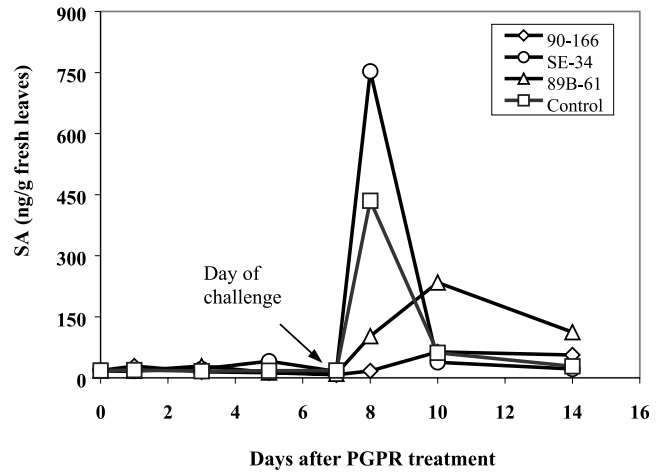 900
750
600
450
300
150
0
SA (ng/g fresh leaves)
90-166
SE-34
89B-61
Control
Day of
challenge
0 2 4 6 8 10 14 16
Days after PGPR treatment